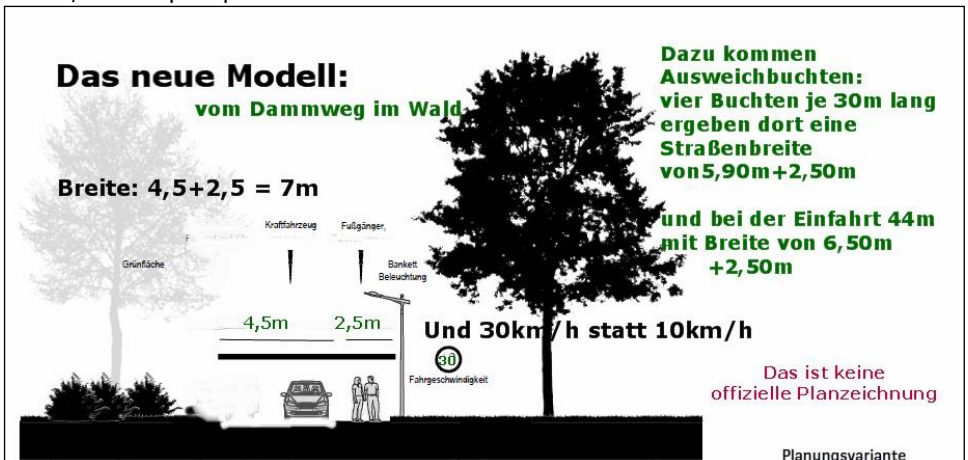 Das neue Modell:
vom Dammweg im Wald
Breite: 4,5+2,5 = 7m
Kraftfahrzeug
Fußgänger,
Grünfläche
Bankett
Beleuchtung
4,5m
2,5m
Und 30km/h statt 10km/h
30
Fahrgeschwindigkeit
Dazu kommen
Ausweichbuchten:
vier Buchten je 30m lang
ergeben dort eine
Straßenbreite
von5,90m+2,50m
und bei der Einfahrt 44m
mit Breite von 6,50m
+2,50m
Das ist keine
offizielle Planzeichnung
Planungsvariante